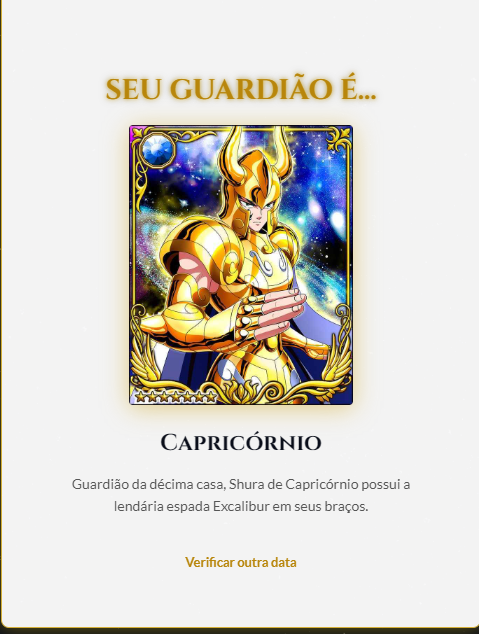 SEU GUARDIÃO É...
CAPRICÓRNIO
Guardião da décima casa, Shura de Capricórnio possui a
lendária espada Excalibur em seus braços.
Verificar outra data